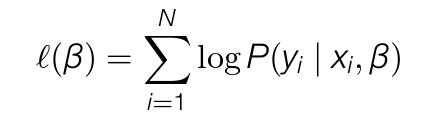 ℓ(β) = ∑_{i=1}^{N} log P(y_i | x_i, β)